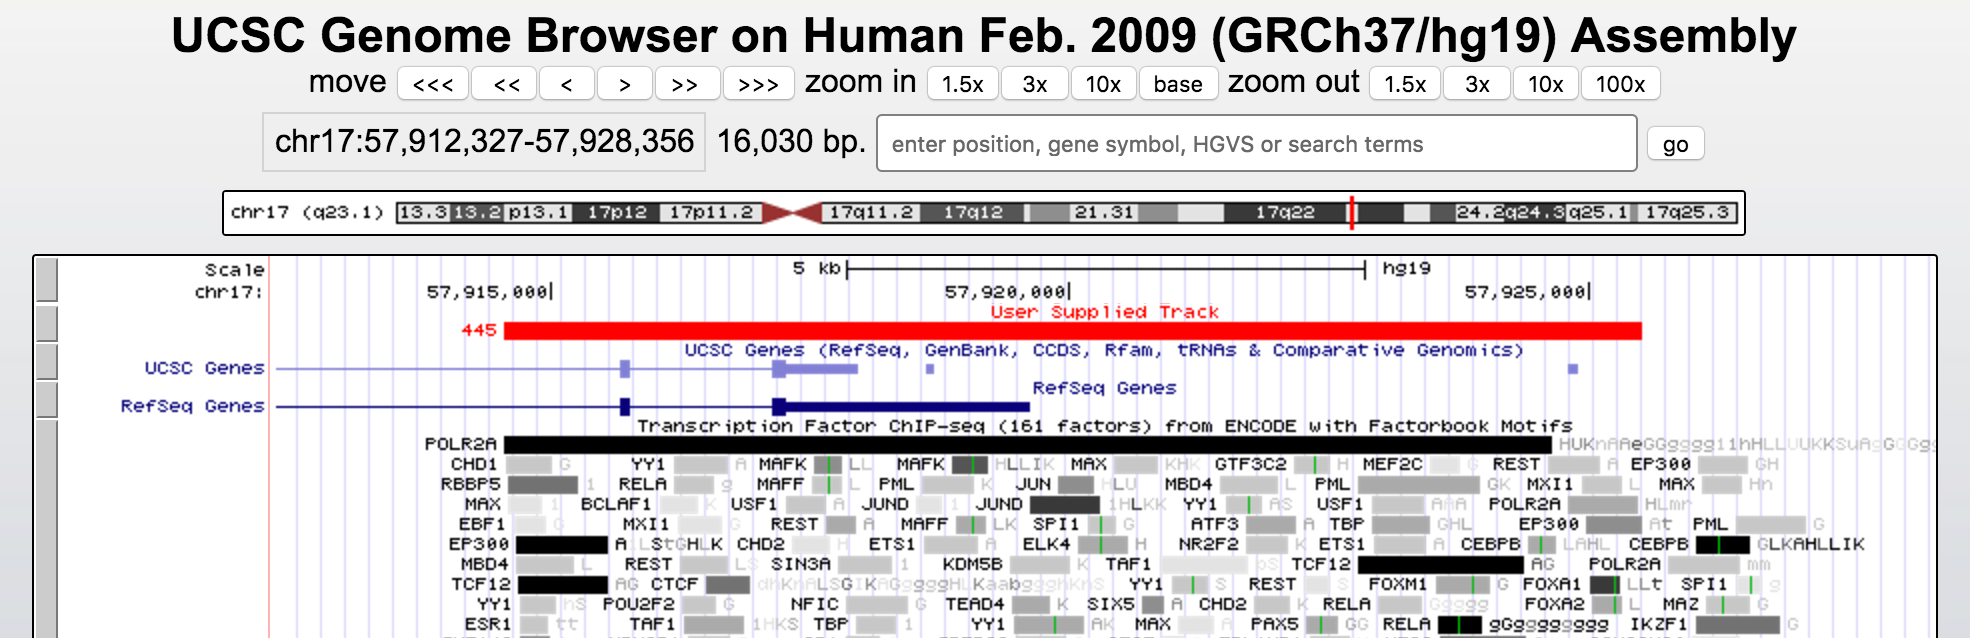 UCSC Genome Browser on Human Feb. 2009 (GRCh37/hg19) Assembly
move <<< << < > >> >>> zoom in 1.5x 3x 10x base zoom out 1.5x 3x 10x 100x
chr17:57,912,327-57,928,356 16,030 bp. enter position, gene symbol, HGVS or search terms go
chr17 (q23.1) 13.3 13.2 p13.1 17p12 17p11.2 17q11.2 17q12 21.31 17q22 24.2 q24.3 q25.1 17q25.3
Scale 5 kb hg19
chr17: 57,915,000 57,920,000 57,925,000
User Supplied Track
445
UCSC Genes (RefSeq, GenBank, CCDS, Rfam, tRNAs & Comparative Genomics)
UCSC Genes
RefSeq Genes
RefSeq Genes
Transcription Factor ChIP-seq (161 factors) from ENCODE with Factorbook Motifs
POLR2A
CHD1 G YY1 A MAFK LL MAFK HLLIK MAX KHK GTF3C2 H MEF2C G REST A EP300 GH
RBBP5 1 RELA g MAFF L PML K JUN HLU MBD4 L PML GK MXI1 L MAX Hn
MAX 1 BCLAF1 K USF1 A JUND 1 JUND 1HLKK YY1 AS USF1 AHA POLR2A HLmr
EBF1 G MXI1 G REST A MAFF LK SPI1 G ATF3 A TBP GHL EP300 At PML G
EP300 A LStGHLK CHD2 H ETS1 A ELK4 H NR2F2 K ETS1 A CEBPB LAHL CEBPB GLKAHLLIK
MBD4 L REST LS SIN3A 1 KDM5B K TAF1 pS TCF12 AG POLR2A mm
TCF12 AG CTCF YY1 S REST S FOXM1 G FOXA1 LLt SPI1 g
YY1 hS POU2F2 G NFIC G TEAD4 K SIX5 A CHD2 K RELA Ggggg FOXA2 L MAZ G
ESR1 tt TAF1 1HKS TBP 1 YY1 AK MAX A PAX5 GG RELA gGggggggggg IKZF1 G